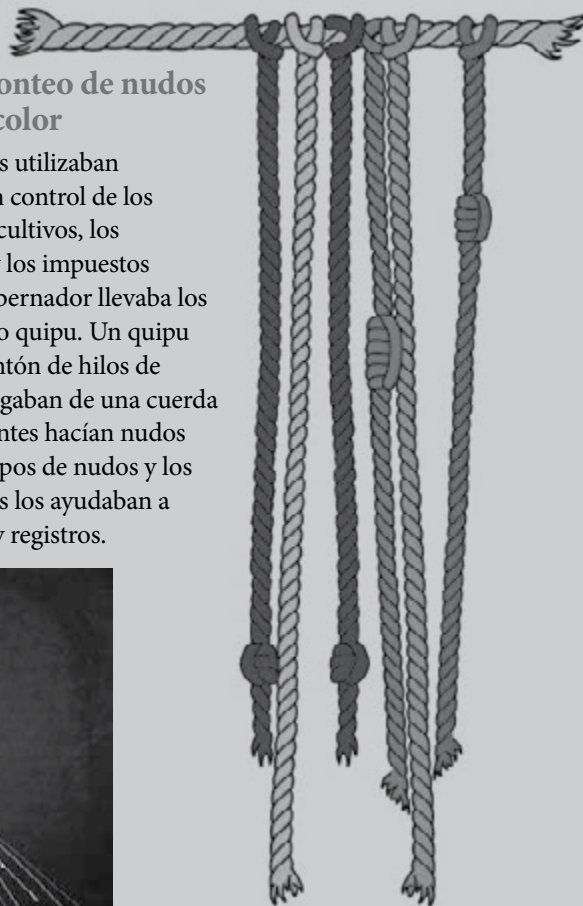 onteo de nudos
color
s utilizaban
n control de los
cultivos, los
y los impuestos
bernador llevaba los
o quipu. Un quipu
ntón de hilos de
gaban de una cuerda
ntes hacían nudos
pos de nudos y los
s los ayudaban a
y registros.